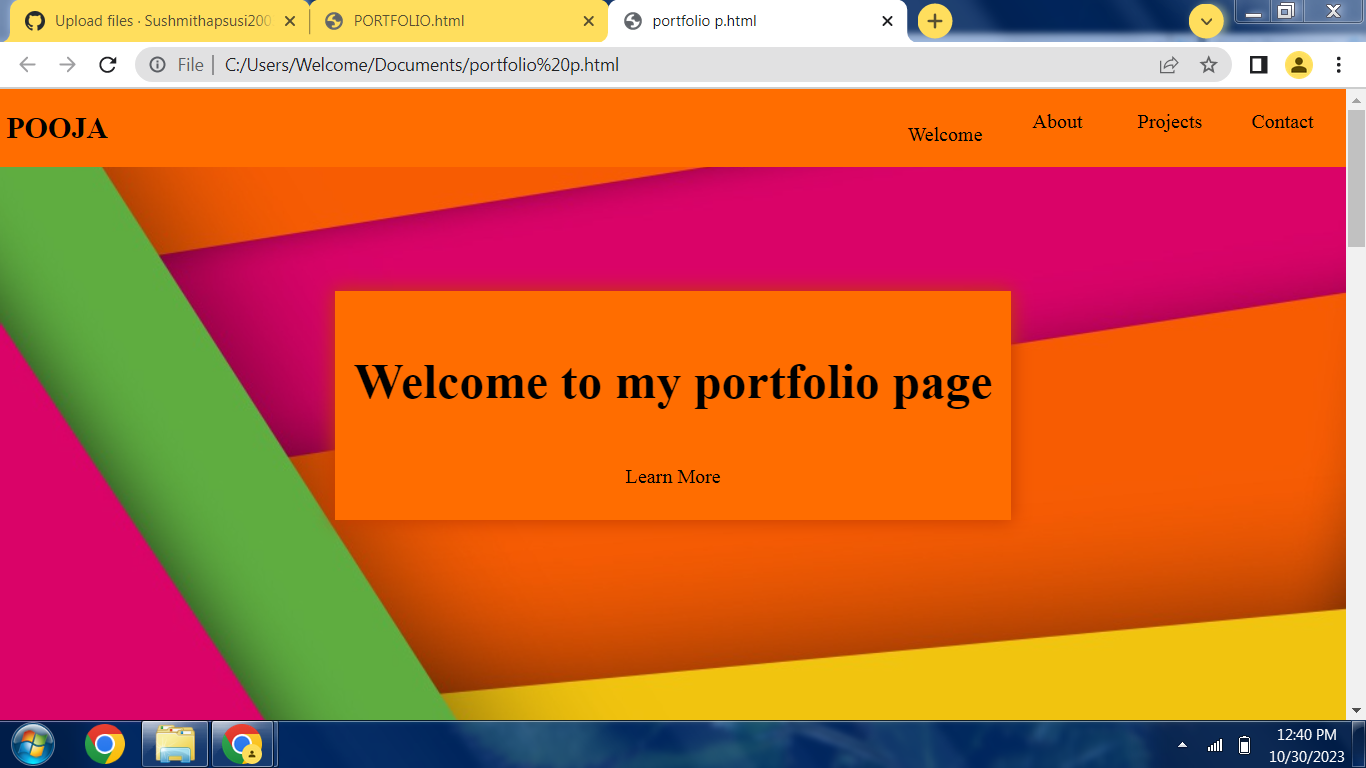 Upload files · Sushmithapsusi200
PORTFOLIO.html
portfolio p.html
File | C:/Users/Welcome/Documents/portfolio%20p.html
POOJA
Welcome
About
Projects
Contact
Welcome to my portfolio page
Learn More
12:40 PM
10/30/2023